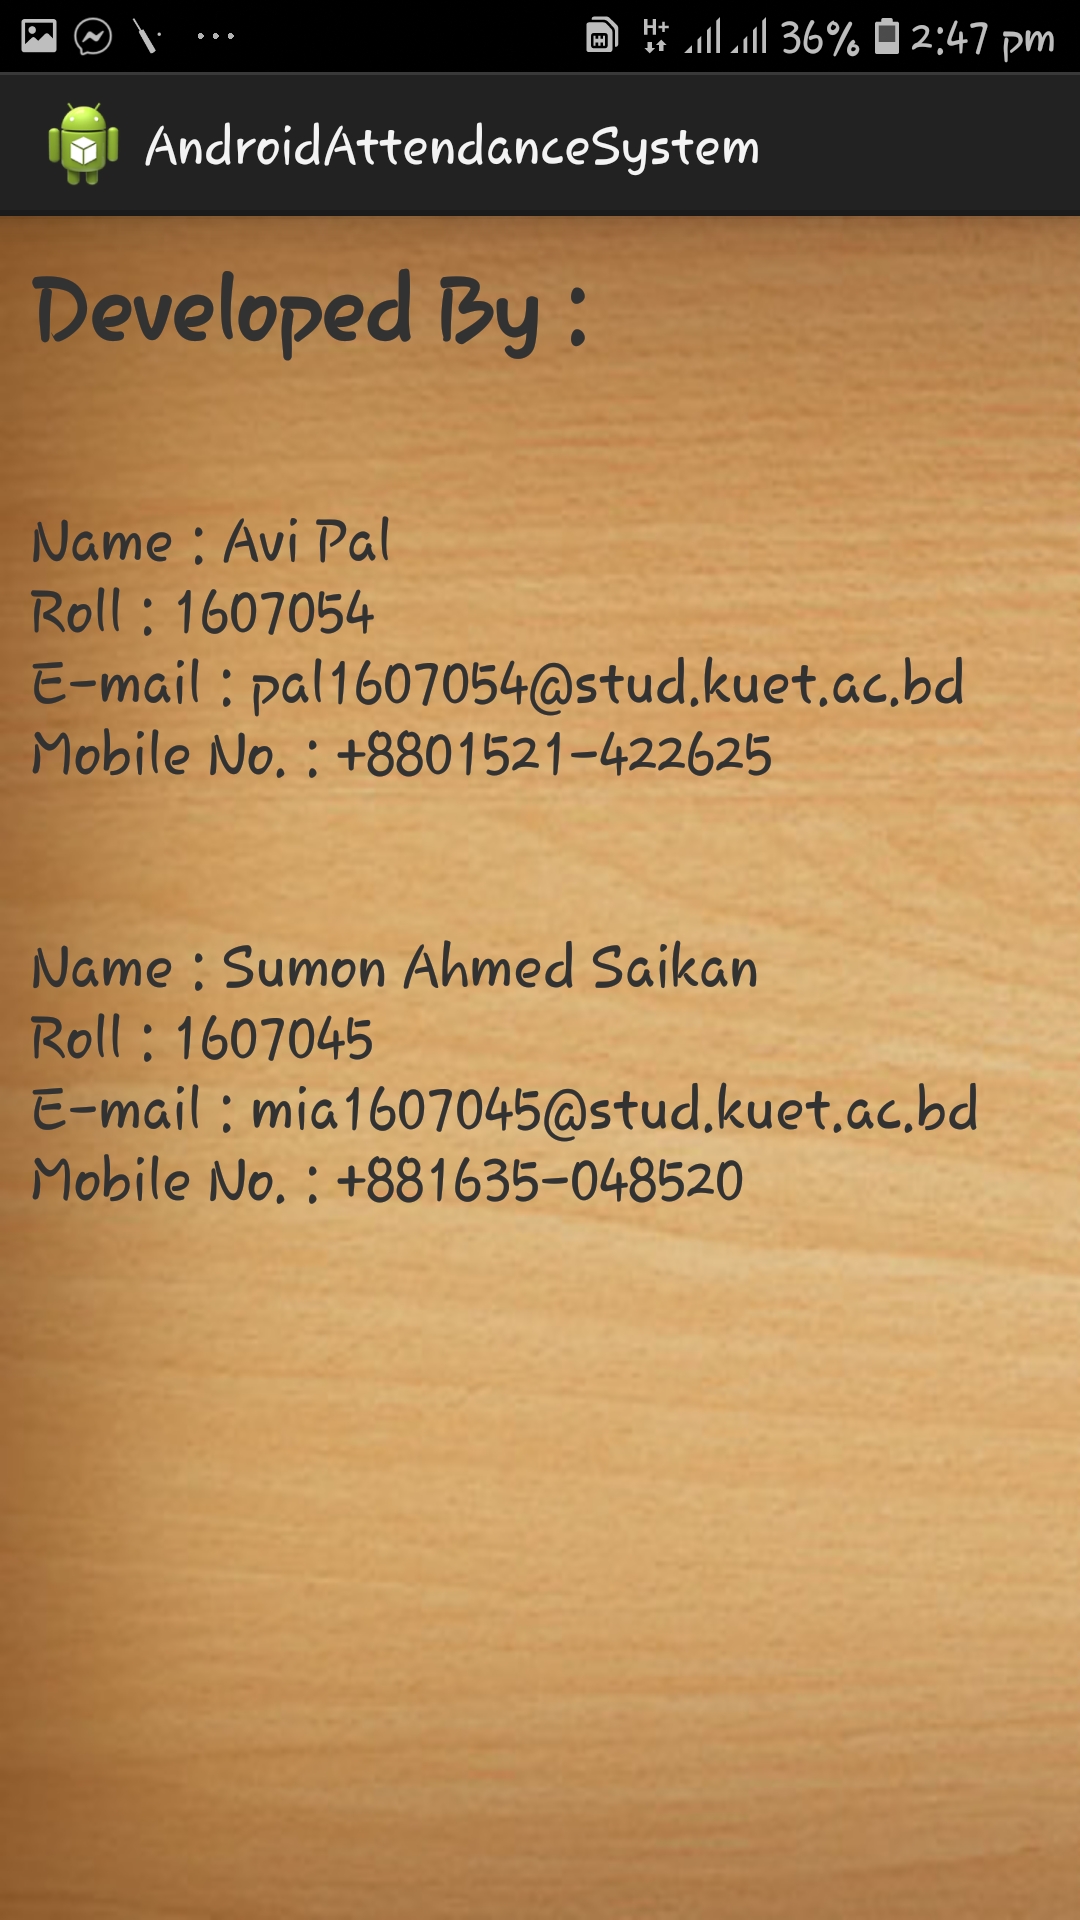 H+ 36% 2:47 pm
AndroidAttendanceSystem
Developed By :
Name : Avi Pal
Roll : 1607054
E-mail : pal1607054@stud.kuet.ac.bd
Mobile No. : +8801521-422625
Name : Sumon Ahmed Saikan
Roll : 1607045
E-mail : mia1607045@stud.kuet.ac.bd
Mobile No. : +881635-048520